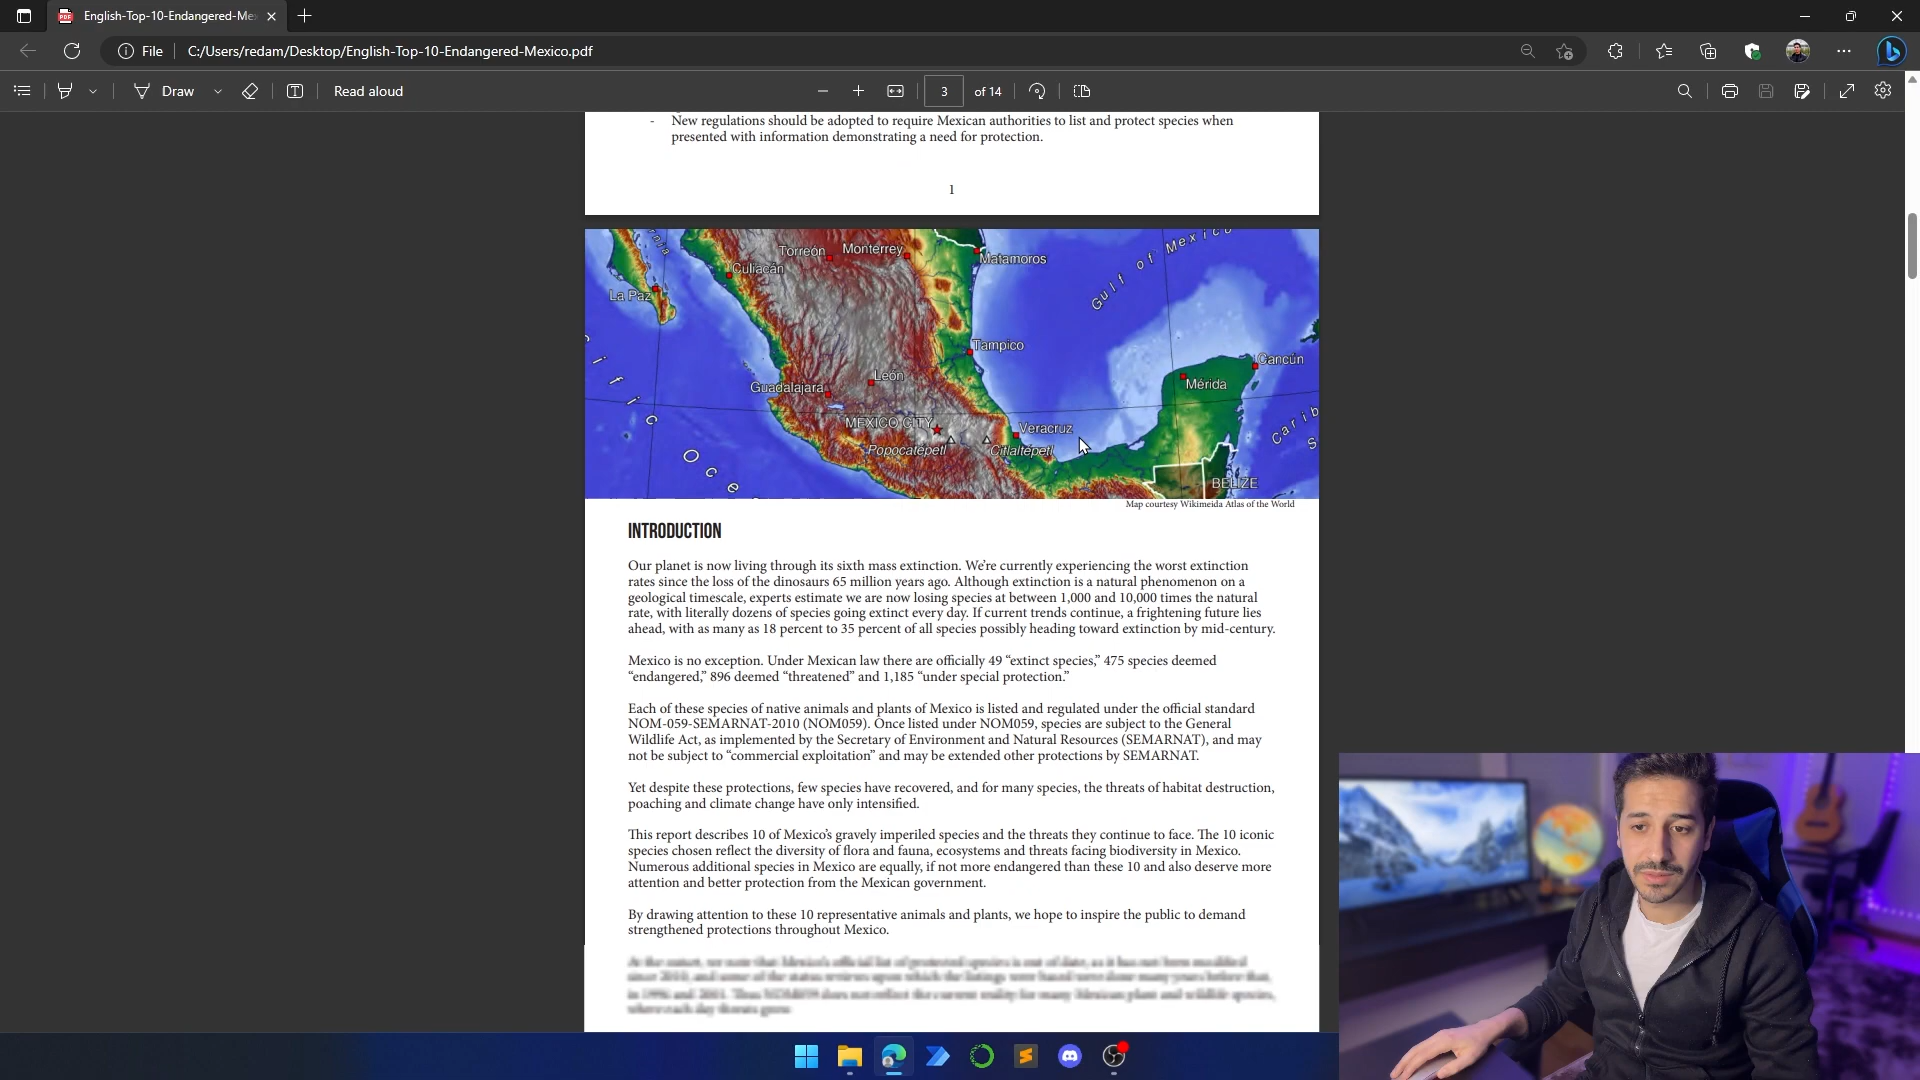 English-Top-10-Endangered-Me
File
C:/Users/redam/Desktop/English-Top-10-Endangered-Mexico.pdf
Draw
Read aloud
3
of 14
- New regulations should be adopted to require Mexican authorities to list and protect species when
presented with information demonstrating a need for protection.
1
Torreón
Monterrey
Matamoros
Gulf of Mexico
Culiacán
La Paz
Tampico
Cancún
León
Mérida
Guadalajara
MEXICO CITY
Veracruz
Popocatépetl
Citlaltépetl
BELIZE
Map courtesy Wikimeida Atlas of the World
INTRODUCTION
Our planet is now living through its sixth mass extinction. We're currently experiencing the worst extinction
rates since the loss of the dinosaurs 65 million years ago. Although extinction is a natural phenomenon on a
geological timescale, experts estimate we are now losing species at between 1,000 and 10,000 times the natural
rate, with literally dozens of species going extinct every day. If current trends continue, a frightening future lies
ahead, with as many as 18 percent to 35 percent of all species possibly heading toward extinction by mid-century.
Mexico is no exception. Under Mexican law there are officially 49 “extinct species,” 475 species deemed
“endangered,” 896 deemed “threatened” and 1,185 “under special protection.”
Each of these species of native animals and plants of Mexico is listed and regulated under the official standard
NOM-059-SEMARNAT-2010 (NOM059). Once listed under NOM059, species are subject to the General
Wildlife Act, as implemented by the Secretary of Environment and Natural Resources (SEMARNAT), and may
not be subject to “commercial exploitation” and may be extended other protections by SEMARNAT.
Yet despite these protections, few species have recovered, and for many species, the threats of habitat destruction,
poaching and climate change have only intensified.
This report describes 10 of Mexico's gravely imperiled species and the threats they continue to face. The 10 iconic
species chosen reflect the diversity of flora and fauna, ecosystems and threats facing biodiversity in Mexico.
Numerous additional species in Mexico are equally, if not more endangered than these 10 and also deserve more
attention and better protection from the Mexican government.
By drawing attention to these 10 representative animals and plants, we hope to inspire the public to demand
strengthened protections throughout Mexico.